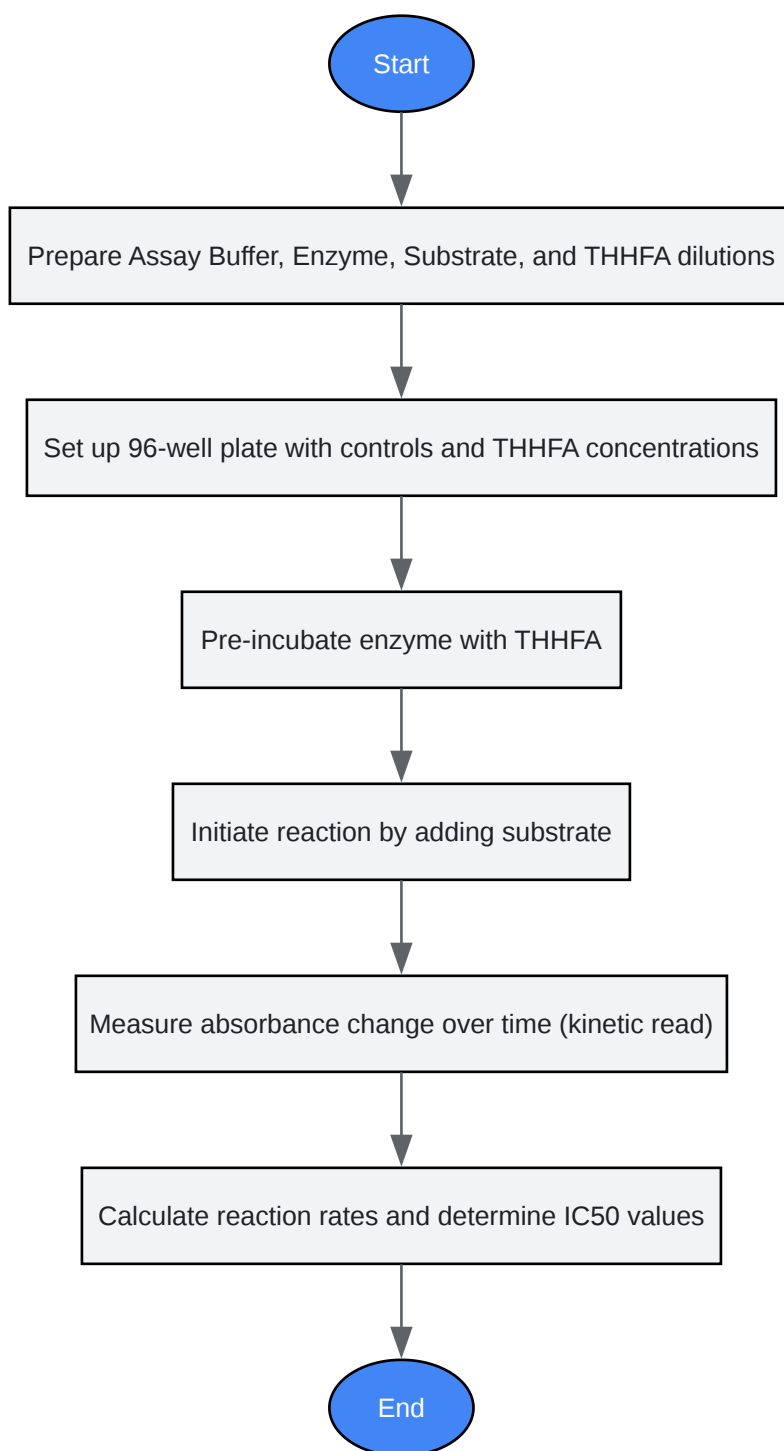 Start
Prepare Assay Buffer, Enzyme, Substrate, and THHFA dilutions
Set up 96-well plate with controls and THHFA concentrations
Pre-incubate enzyme with THHFA
Initiate reaction by adding substrate
Measure absorbance change over time (kinetic read)
Calculate reaction rates and determine IC50 values
End